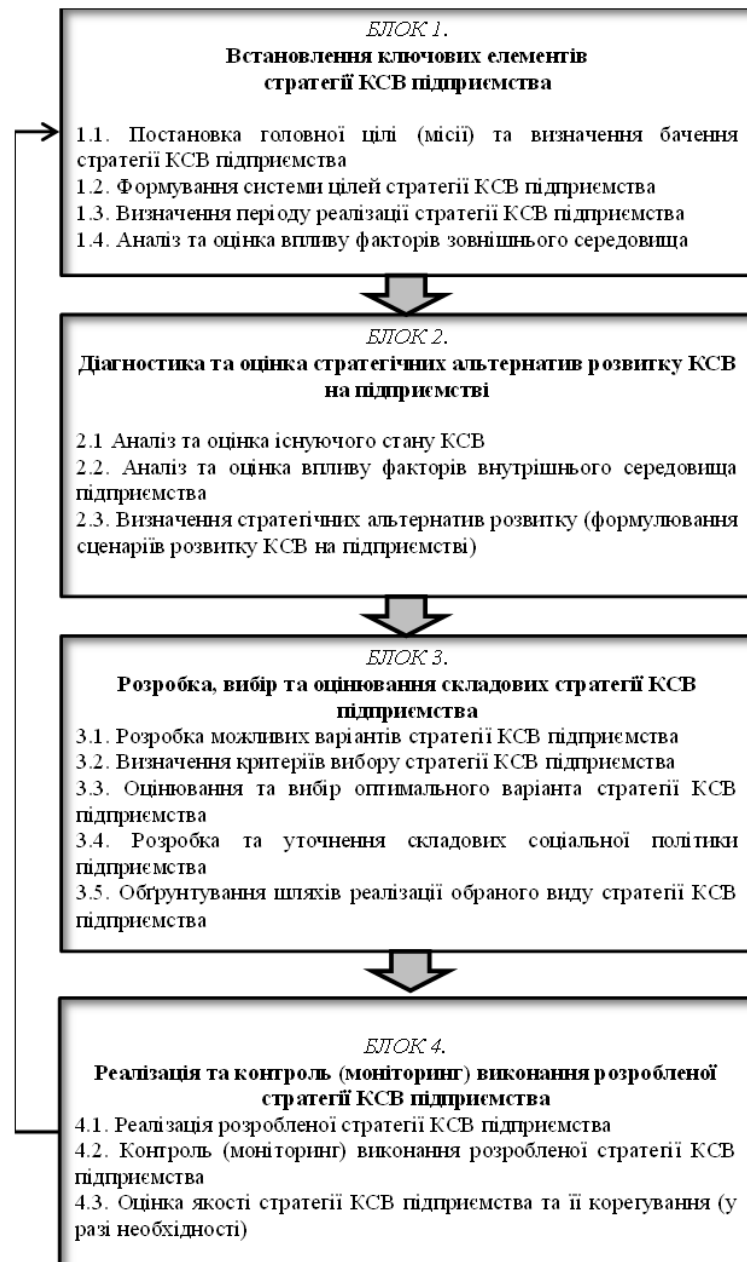 БЛОК 1.
Встановлення ключових елементів
стратегії КСВ підприємства
1.1. Постановка головної цілі (місії) та визначення бачення
стратегії КСВ підприємства
1.2. Формування системи цілей стратегії КСВ підприємства
1.3. Визначення періоду реалізації стратегії КСВ підприємства
1.4. Аналіз та оцінка впливу факторів зовнішнього середовища
БЛОК 2.
Діагностика та оцінка стратегічних альтернатив розвитку КСВ
на підприємстві
2.1 Аналіз та оцінка існуючого стану КСВ
2.2. Аналіз та оцінка впливу факторів внутрішнього середовища
підприємства
2.3. Визначення стратегічних альтернатив розвитку (формулювання
сценаріїв розвитку КСВ на підприємстві)
БЛОК 3.
Розробка, вибір та оцінювання складових стратегії КСВ
підприємства
3.1. Розробка можливих варіантів стратегії КСВ підприємства
3.2. Визначення критеріїв вибору стратегії КСВ підприємства
3.3. Оцінювання та вибір оптимального варіанта стратегії КСВ
підприємства
3.4. Розробка та уточнення складових соціальної політики
підприємства
3.5. Обґрунтування шляхів реалізації обраного виду стратегії КСВ
підприємства
БЛОК 4.
Реалізація та контроль (моніторинг) виконання розробленої
стратегії КСВ підприємства
4.1. Реалізація розробленої стратегії КСВ підприємства
4.2. Контроль (моніторинг) виконання розробленої стратегії КСВ
підприємства
4.3. Оцінка якості стратегії КСВ підприємства та її корегування (у
разі необхідності)